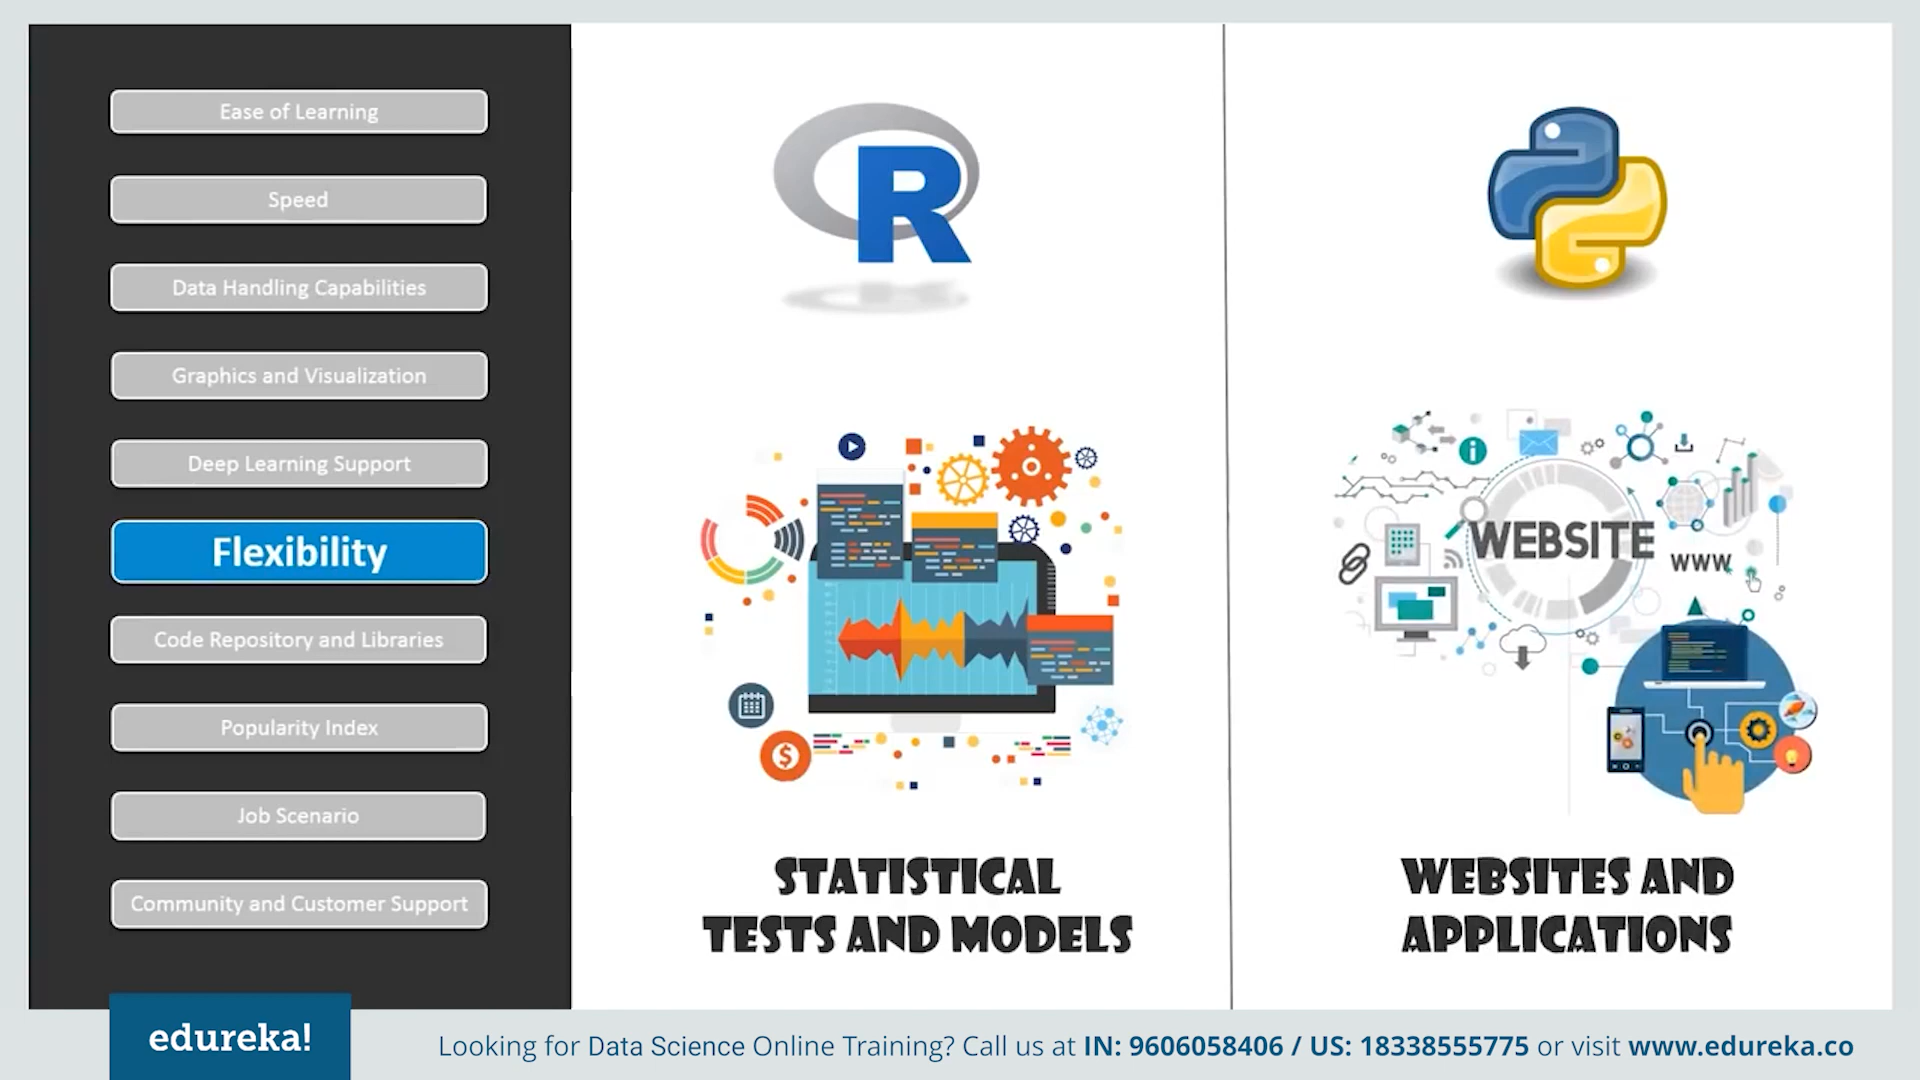 Ease of Learning
Speed
Data Handling Capabilities
Graphics and Visualization
Deep Learning Support
Flexibility
Code Repository and Libraries
Popularity Index
Job Scenario
Community and Customer Support
R
STATISTICAL
TESTS AND MODELS
WEBSITE
www
WEBSITES AND
APPLICATIONS
edureka!
Looking for Data Science Online Training? Call us at IN: 9606058406 / US: 18338555775 or visit www.edureka.co